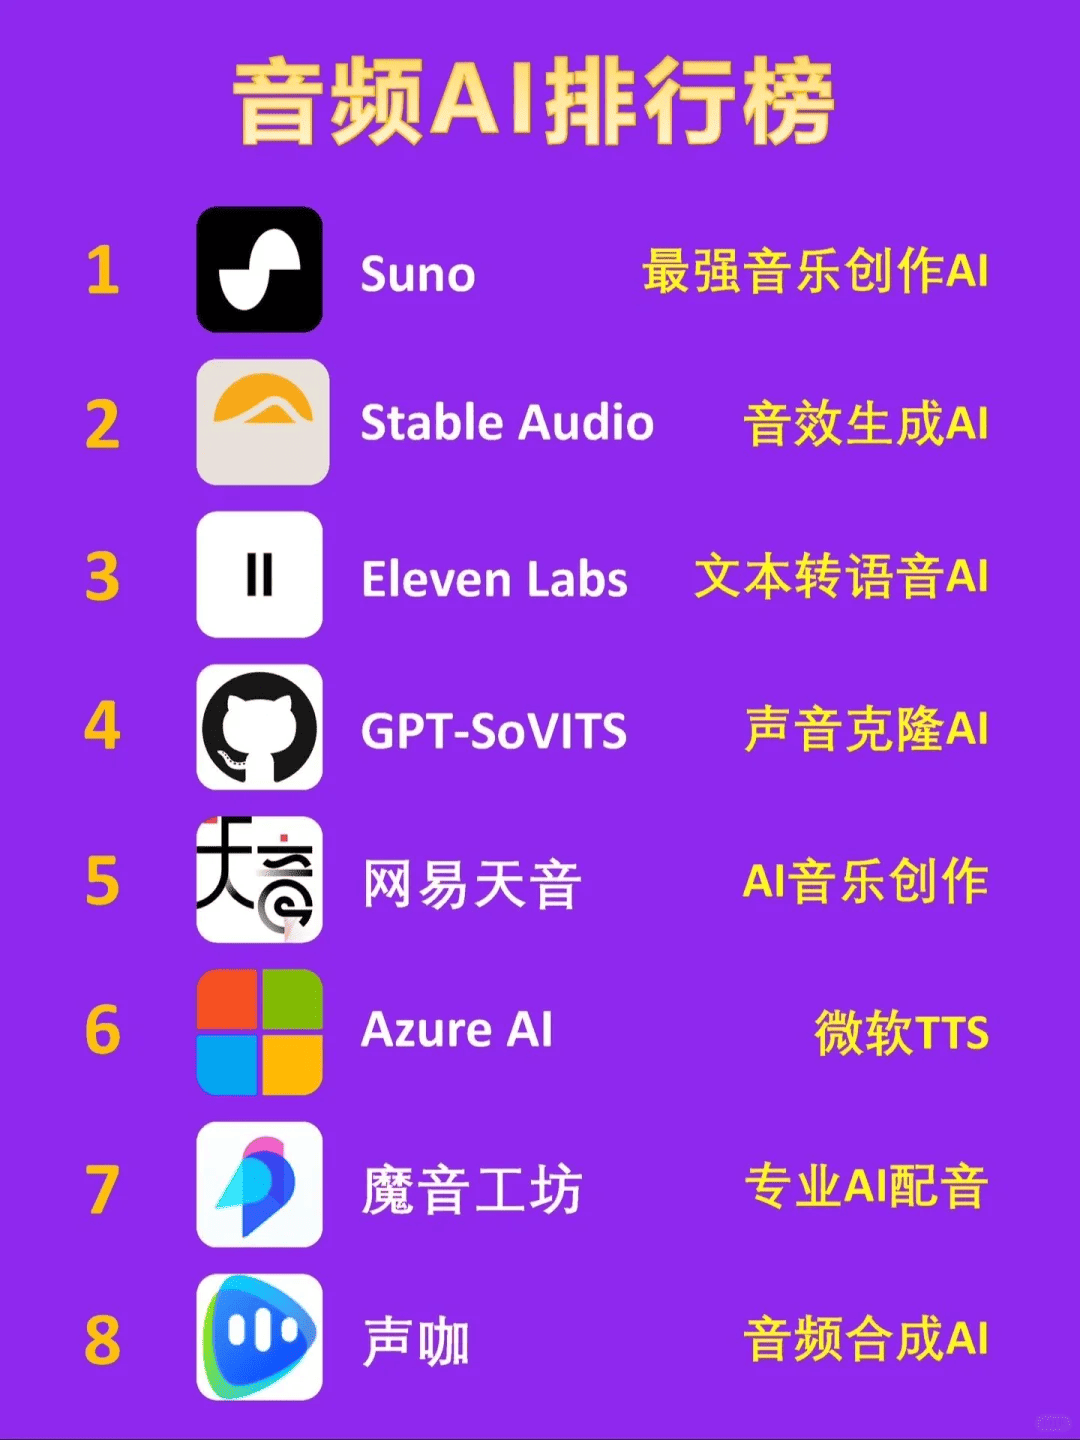 音频AI排行榜
1 Suno 最强音乐创作AI
2 Stable Audio 音效生成AI
3 Eleven Labs 文本转语音AI
4 GPT-SoVITS 声音克隆AI
5 天音 网易天音 AI音乐创作
6 Azure AI 微软TTS
7 魔音工坊 专业AI配音
8 声咖 音频合成AI